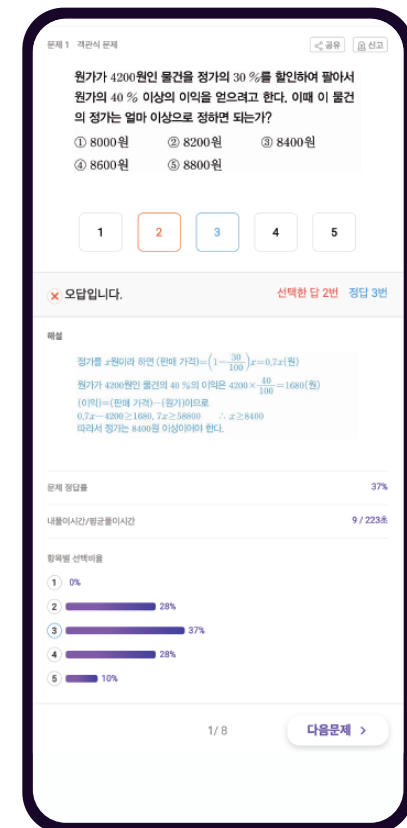 문제 1 객관식 문제
공유 신고
원가가 4200원인 물건을 정가의 30 %를 할인하여 팔아서
원가의 40 % 이상의 이익을 얻으려고 한다. 이때 이 물건
의 정가는 얼마 이상으로 정하면 되는가?
① 8000원 ② 8200원 ③ 8400원
④ 8600원 ⑤ 8800원
1 2 3 4 5
오답입니다. 선택한 답 2번 정답 3번
해설
정가를 x원이라 하면 (판매 가격)=(1-30/100)x=0.7x(원)
원가가 4200원인 물건의 40 %의 이익은 4200×40/100=1680(원)
(이익)=(판매 가격)-(원가)이므로
0.7x-4200≥1680, 7x≥58800 ∴ x≥8400
따라서 정가는 8400원 이상이어야 한다.
문제 정답률 37%
내풀이시간/평균풀이시간 9 / 223초
항목별 선택비율
1 0%
2 28%
3 37%
4 28%
5 10%
1/ 8 다음문제 >